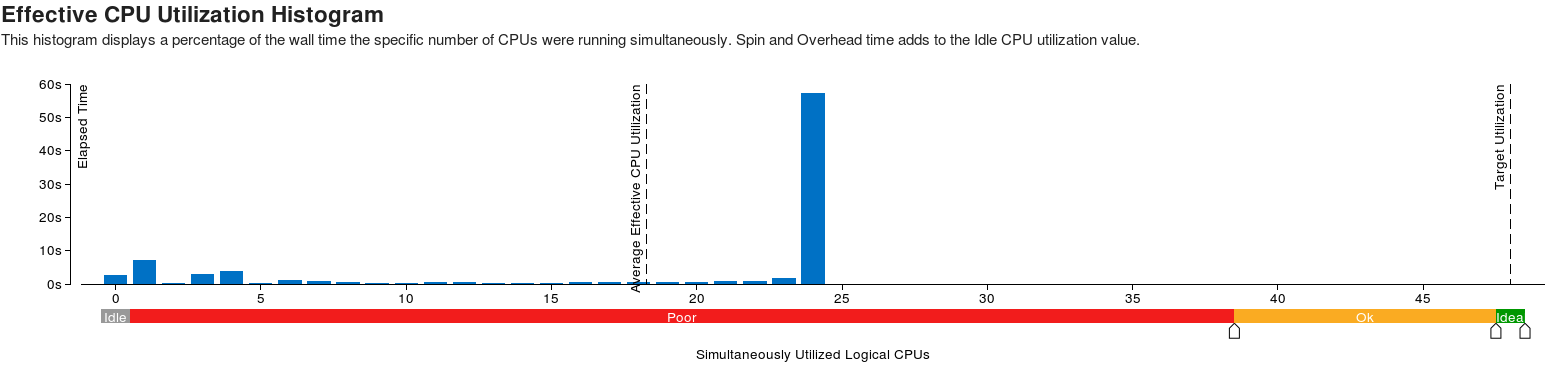 Effective CPU Utilization Histogram
This histogram displays a percentage of the wall time the specific number of CPUs were running simultaneously. Spin and Overhead time adds to the Idle CPU utilization value.
60s
50s
40s
30s
20s
10s
0s
Elapsed Time
Average Effective CPU Utilization
Target Utilization
0 5 10 15 20 25 30 35 40 45
Idle Poor Ok Idea
Simultaneously Utilized Logical CPUs